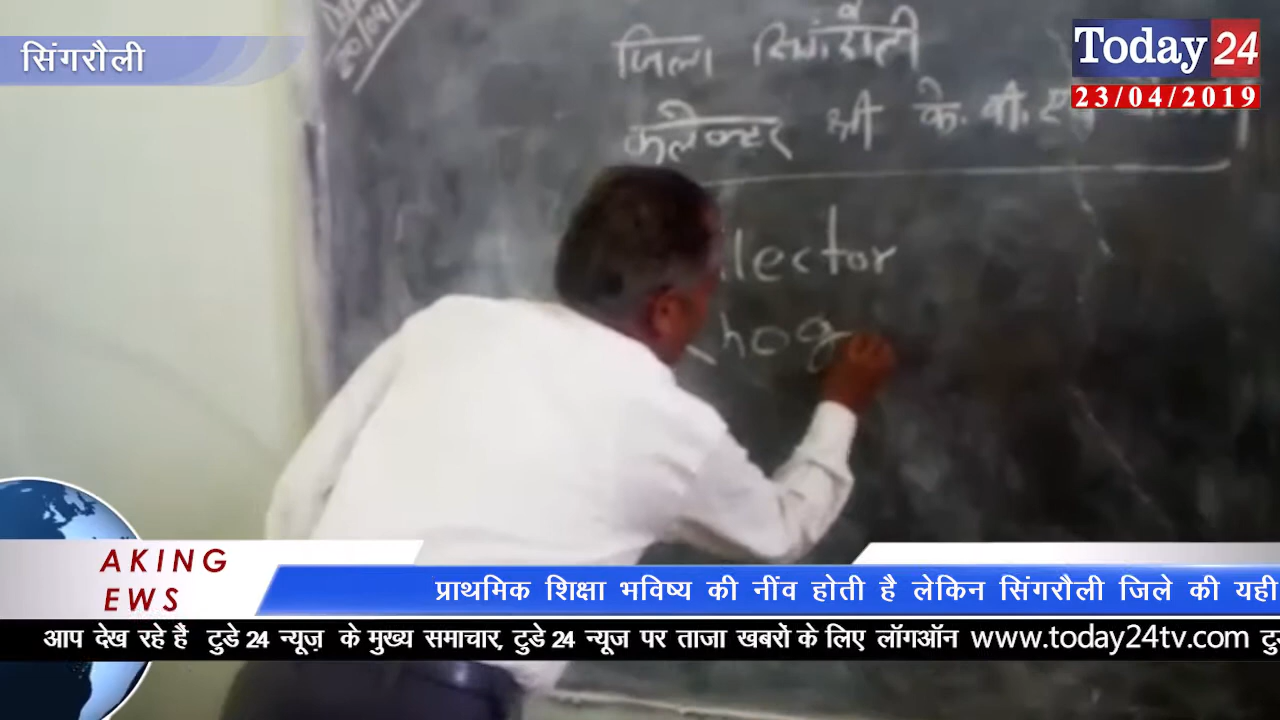 सिंगरौली
Today 24
23/04/2019
जिला सिंगरौली
कलेक्टर श्री के. वी. एस
lector
hog
AKING
EWS
प्राथमिक शिक्षा भविष्य की नींव होती है लेकिन सिंगरौली जिले की यही
आप देख रहे हैं टुडे 24 न्यूज़ के मुख्य समाचार, टुडे 24 न्यूज पर ताजा खबरों के लिए लॉगऑन www.today24tv.com टु